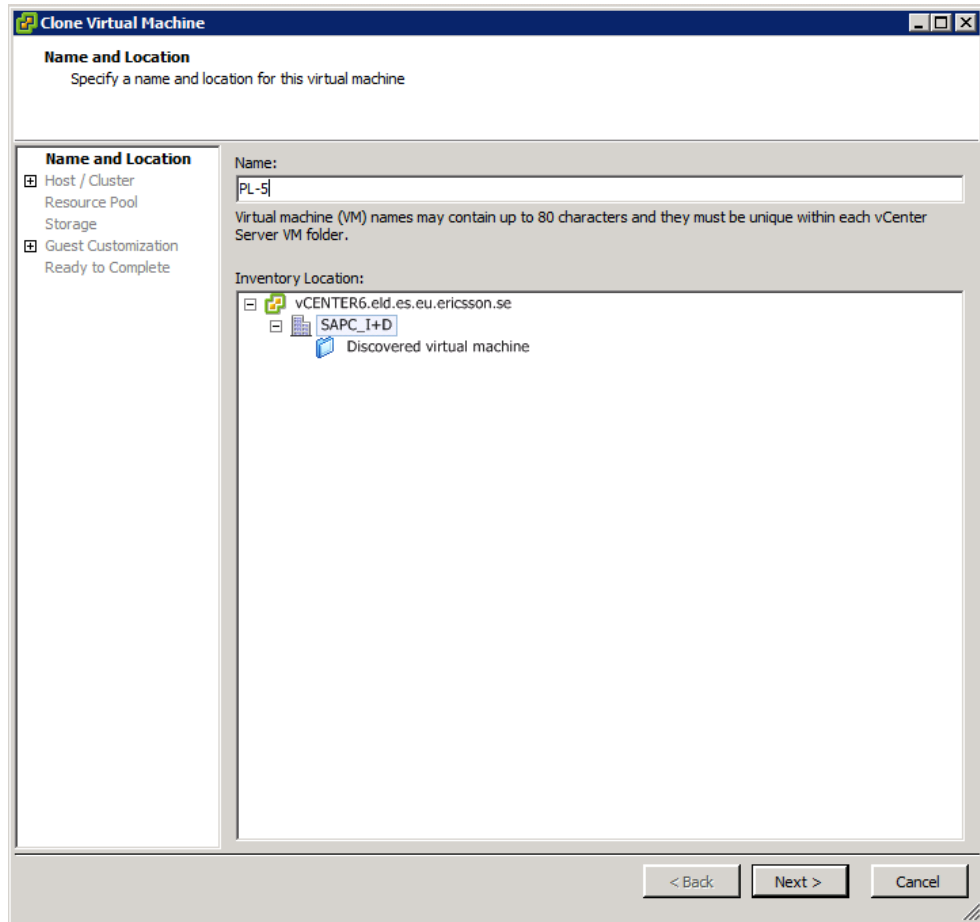 Clone Virtual Machine
Name and Location
Specify a name and location for this virtual machine
Name and Location
Host / Cluster
Resource Pool
Storage
Guest Customization
Ready to Complete
Name:
PL-5
Virtual machine (VM) names may contain up to 80 characters and they must be unique within each vCenter
Server VM folder.
Inventory Location:
vCENTER6.eld.es.eu.ericsson.se
SAPC_I+D
Discovered virtual machine
< Back
Next >
Cancel